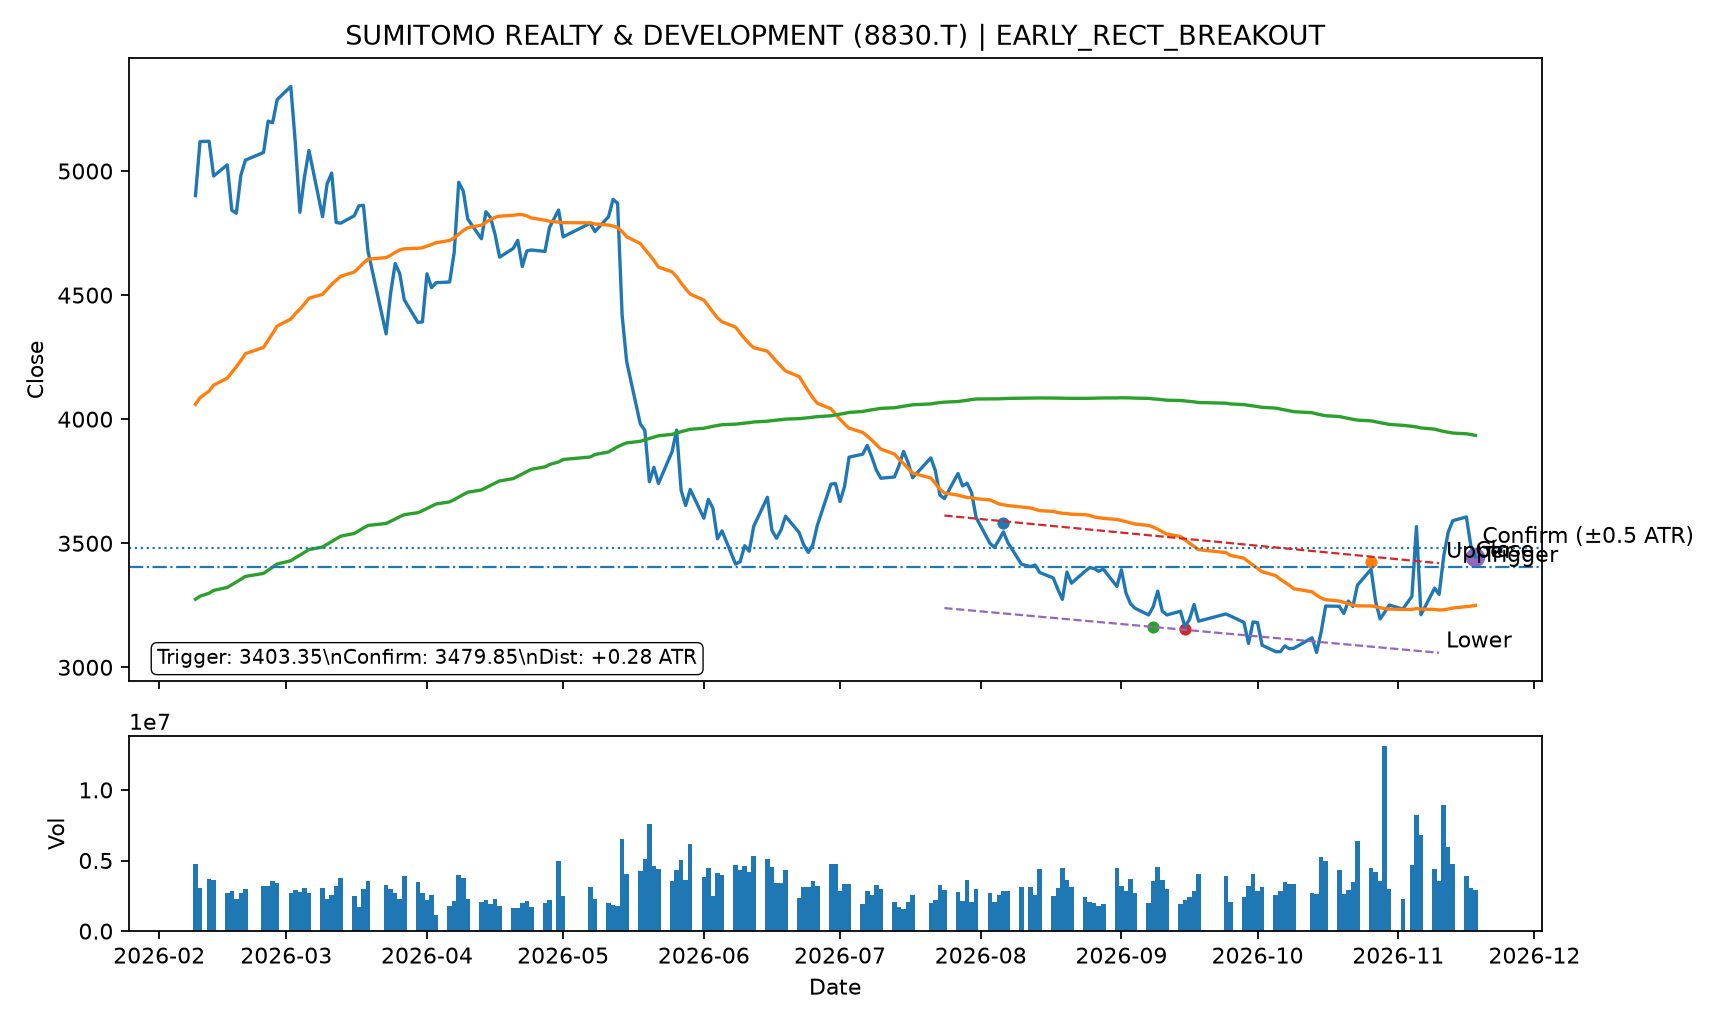 SUMITOMO REALTY & DEVELOPMENT (8830.T) | EARLY_RECT_BREAKOUT
Close
5000
4500
4000
3500
3000
Confirm (±0.5 ATR)
Upper
Close
Trigger
Lower
Trigger: 3403.35\nConfirm: 3479.85\nDist: +0.28 ATR
1e7
Vol
1.0
0.5
0.0
2026-02 2026-03 2026-04 2026-05 2026-06 2026-07 2026-08 2026-09 2026-10 2026-11 2026-12
Date